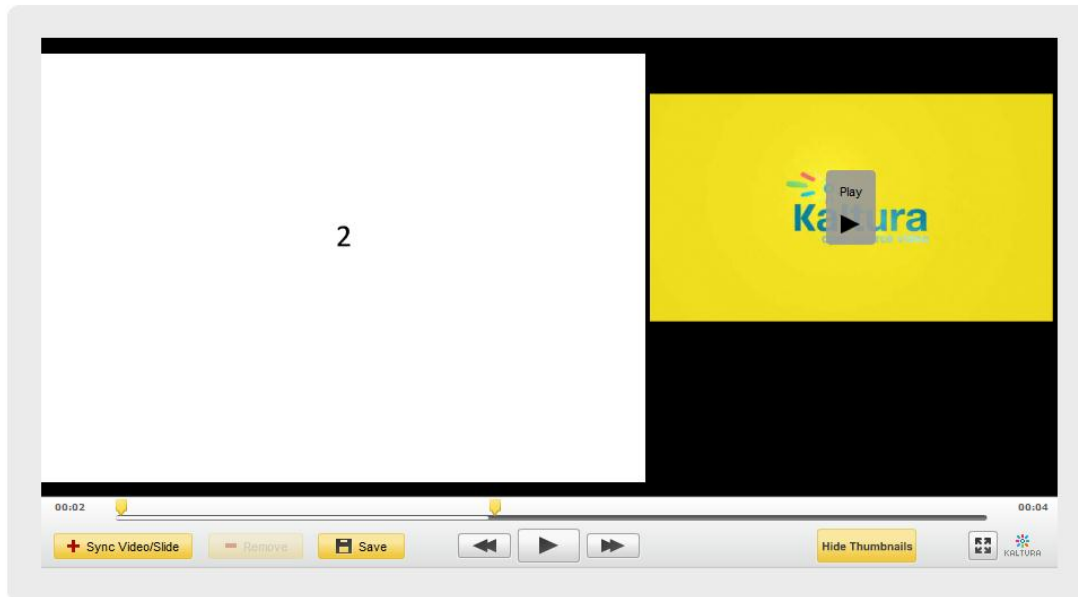 2
Play
Kaltura
00:02
00:04
Sync Video/Slide
Remove
Save
Hide Thumbnails
KALTURA